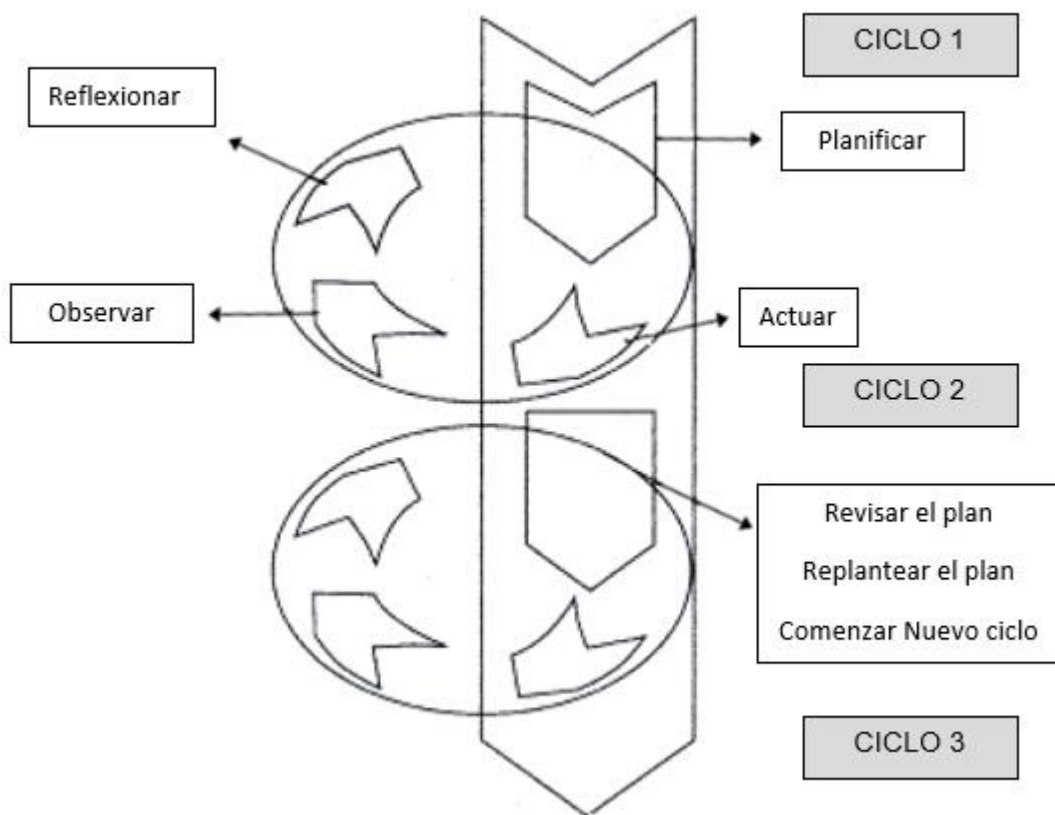 CICLO 1
Reflexionar
Planificar
Observar
Actuar
CICLO 2
Revisar el plan
Replantear el plan
Comenzar Nuevo ciclo
CICLO 3